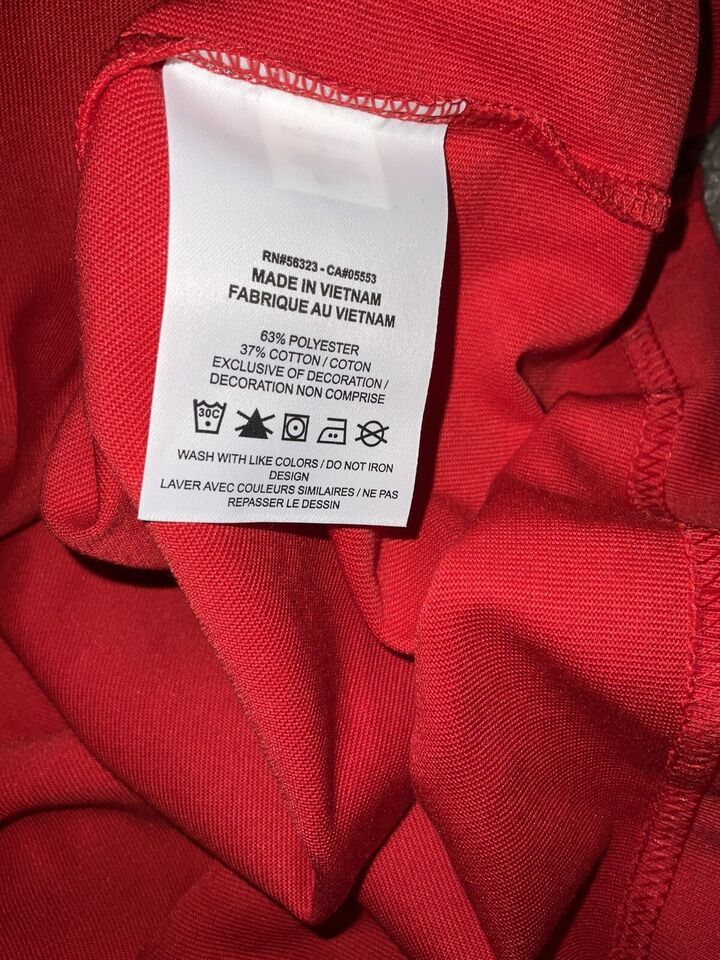 RN#56323 - CA#05553
MADE IN VIETNAM
FABRIQUE AU VIETNAM
63% POLYESTER
37% COTTON / COTON
EXCLUSIVE OF DECORATION /
DECORATION NON COMPRISE
30C
WASH WITH LIKE COLORS / DO NOT IRON
DESIGN
LAVER AVEC COULEURS SIMILAIRES / NE PAS
REPASSER LE DESSIN